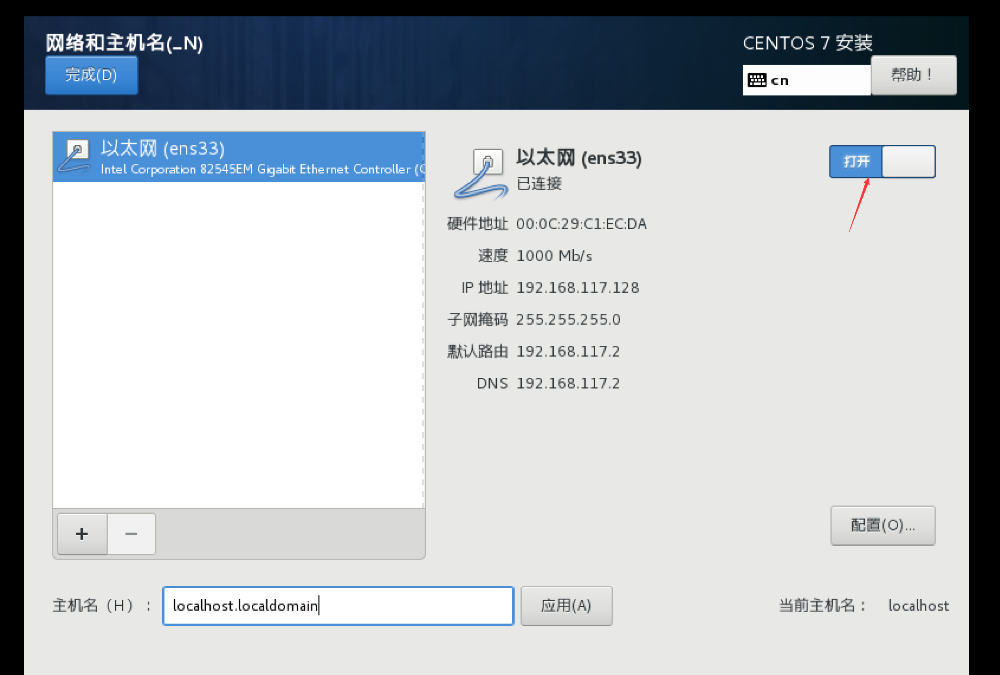 网络和主机名(_N)
CENTOS 7 安装
完成(D)
cn
帮助！
以太网 (ens33)
Intel Corporation 82545EM Gigabit Ethernet Controller (
以太网 (ens33)
已连接
打开
硬件地址 00:0C:29:C1:EC:DA
速度 1000 Mb/s
IP 地址 192.168.117.128
子网掩码 255.255.255.0
默认路由 192.168.117.2
DNS 192.168.117.2
+ −
配置(O)...
主机名（H）： localhost.localdomain 应用(A) 当前主机名： localhost